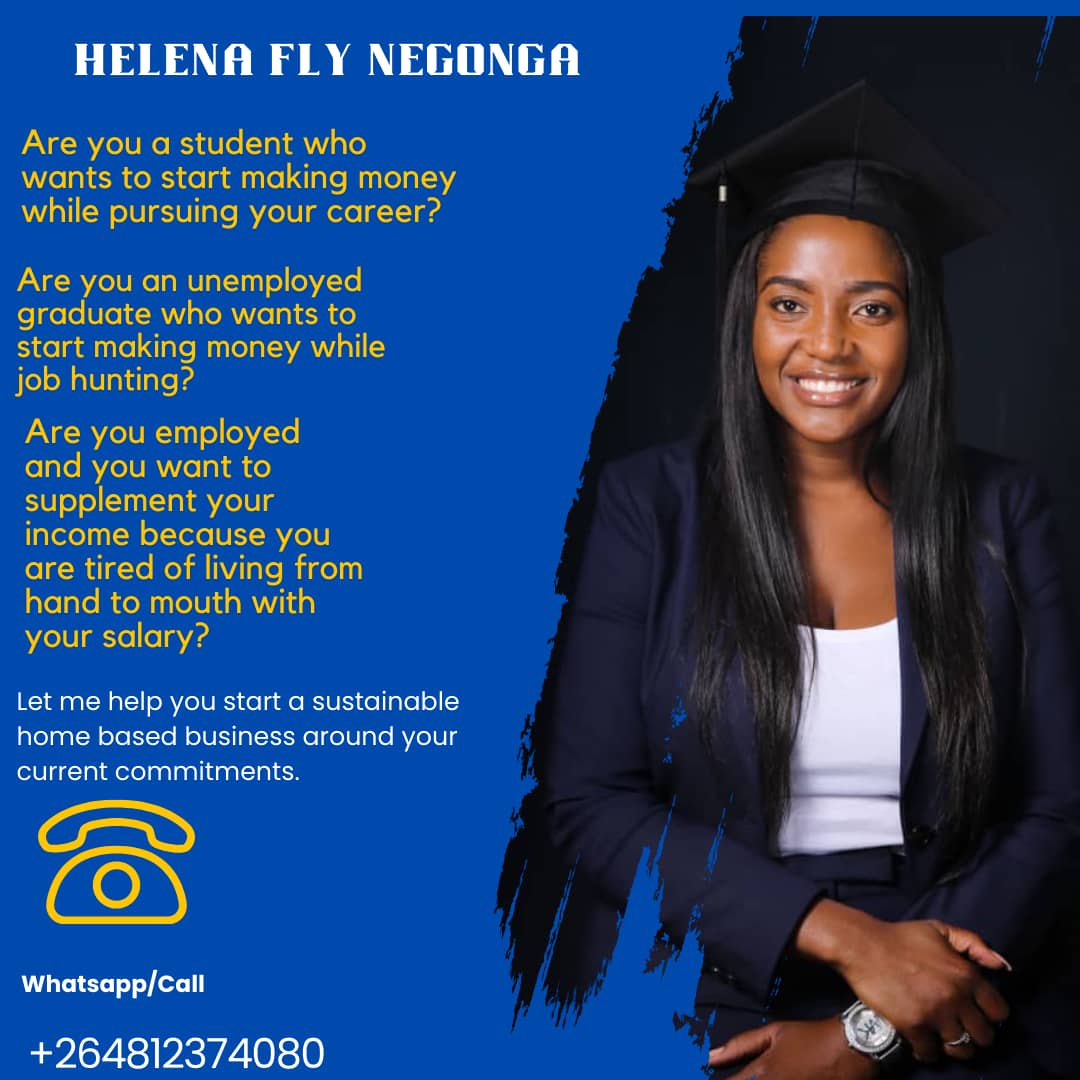 HELENA FLY NEGONGA
Are you a student who
wants to start making money
while pursuing your career?
Are you an unemployed
graduate who wants to
start making money while
job hunting?
Are you employed
and you want to
supplement your
income because you
are tired of living from
hand to mouth with
your salary?
Let me help you start a sustainable
home based business around your
current commitments.
Whatsapp/Call
+264812374080